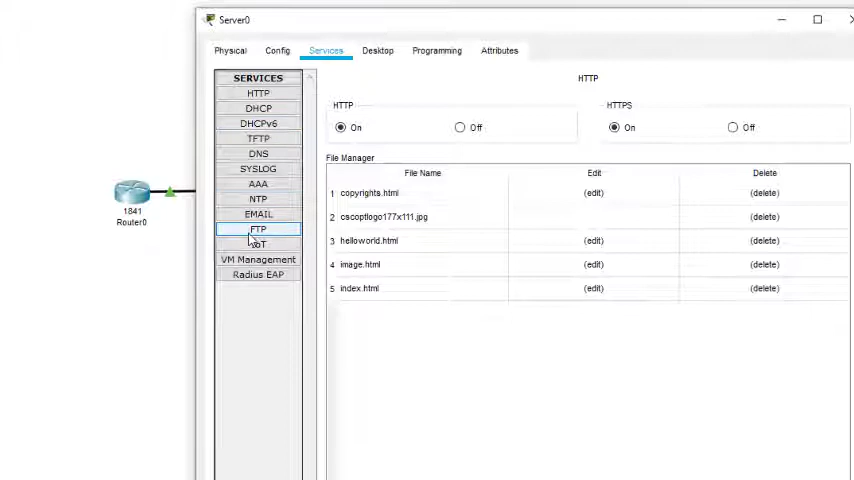 Server0
Physical Config Services Desktop Programming Attributes
SERVICES
HTTP
DHCP
DHCPv6
TFTP
DNS
SYSLOG
AAA
NTP
EMAIL
FTP
IoT
VM Management
Radius EAP
HTTP
HTTP
On Off
HTTPS
On Off
File Manager
File Name Edit Delete
1 copyrights.html (edit) (delete)
2 cscoptlogo177x111.jpg (delete)
3 helloworld.html (edit) (delete)
4 image.html (edit) (delete)
5 index.html (edit) (delete)
1841
Router0